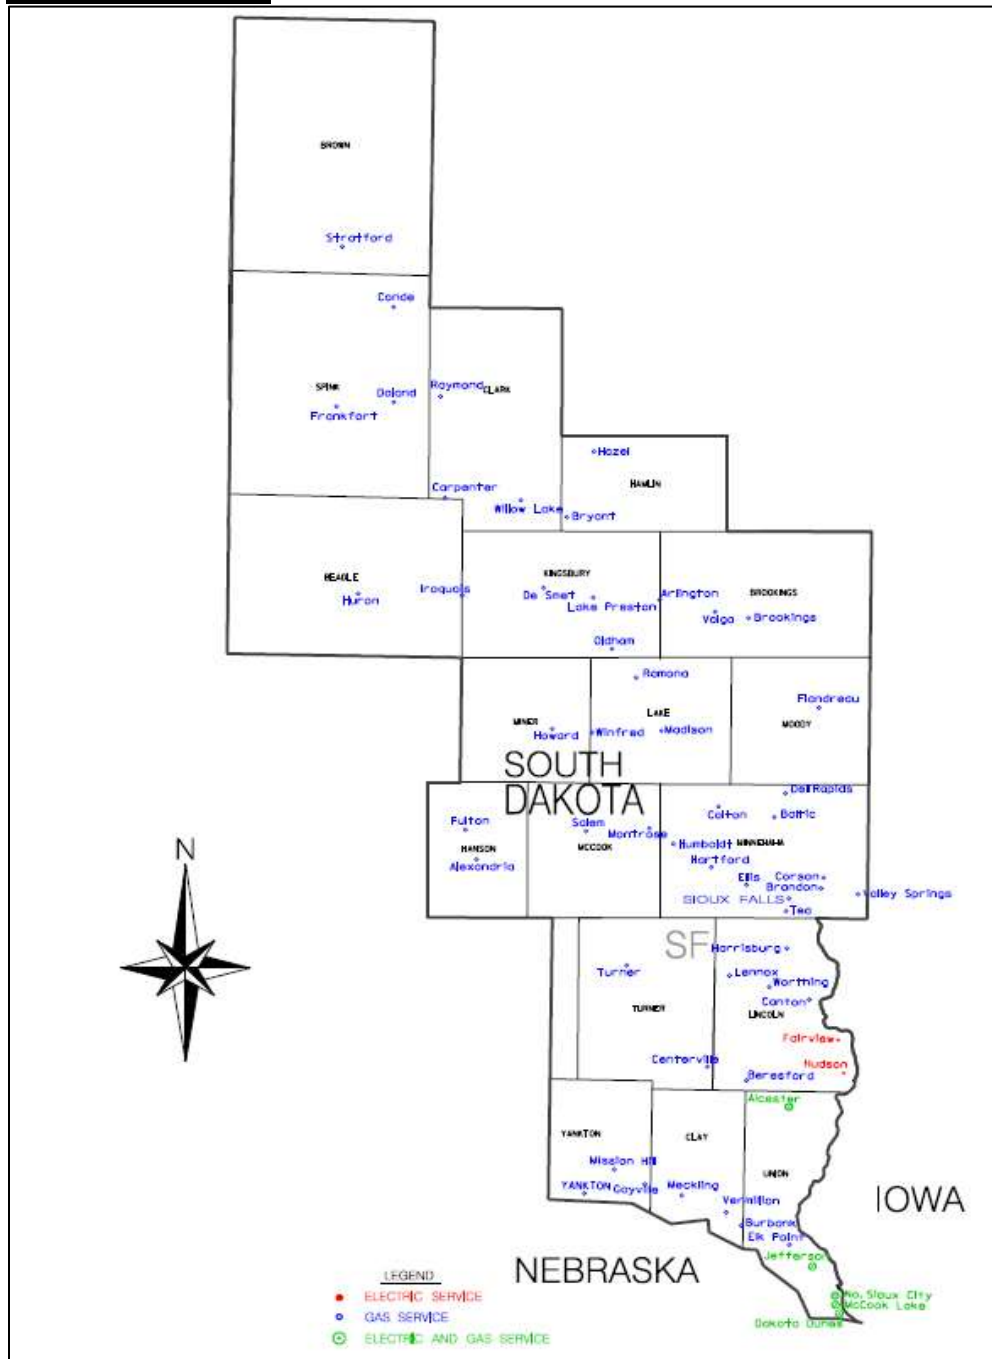 BROWN
Stratford
Conde
SPINK
Doland
Raymond
CLARK
Frankfort
Hazel
HAMLIN
Carpenter
Willow Lake
Bryant
BEADLE
Huron
Iroquois
KINGSBURY
De Smet
Lake Preston
Arlington
BROOKINGS
Volga
Brookings
Oldham
Ramona
Flandreau
MINER
LAKE
MOODY
Howard
Winfred
Madison
SOUTH
DAKOTA
Dell Rapids
Colton
Baltic
Fulton
Salem
Montrose
HANSON
MCCOOK
Humboldt
MINNEHAHA
Alexandria
Hartford
Ellis
Corson
Brandon
Valley Springs
SIOUX FALLS
Tea
N
SF
Harrisburg
Turner
Lennox
Worthing
Canton
TURNER
LINCOLN
Fairview
Centerville
Hudson
Beresford
Alcester
YANKTON
CLAY
Mission Hill
UNION
YANKTON
Gayville
Meckling
Vermillion
IOWA
Burbank
Elk Point
Jefferson
NEBRASKA
LEGEND
ELECTRIC SERVICE
GAS SERVICE
ELECTRIC AND GAS SERVICE
No. Sioux City
McCook Lake
Dakota Dunes